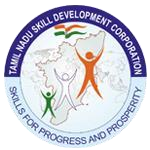 TAMIL NADU SKILL DEVELOPMENT CORPORATION
SKILLS FOR PROGRESS AND PROSPERITY